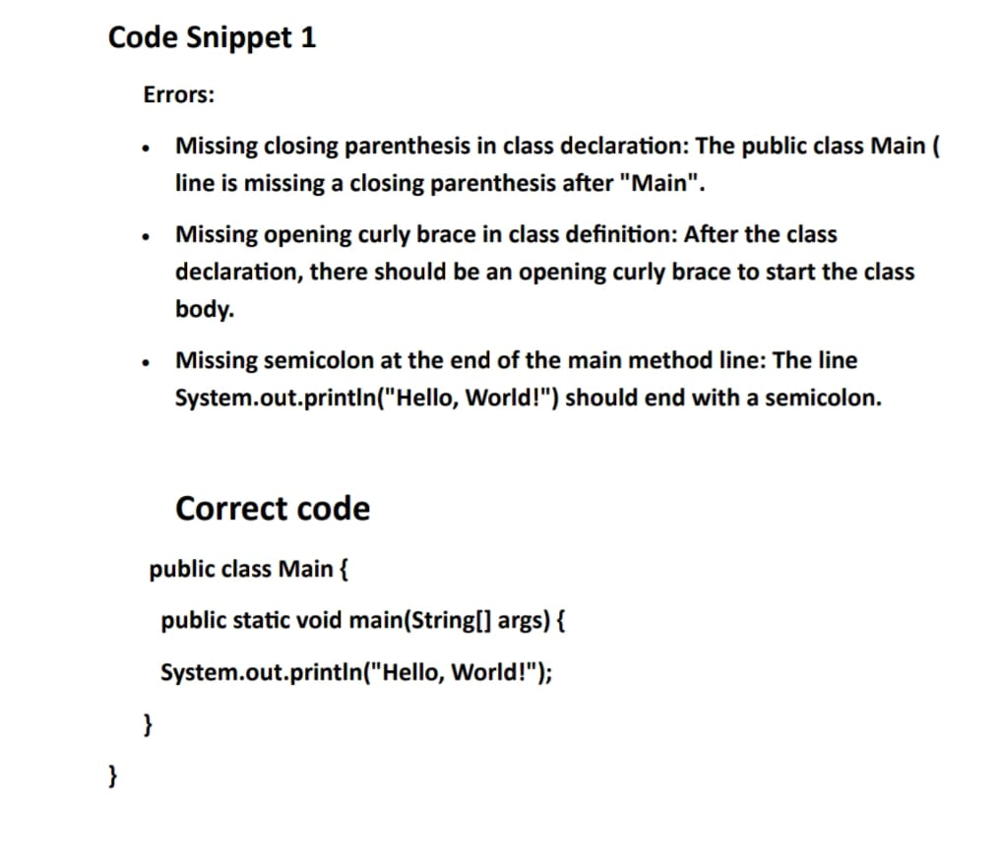 Code Snippet 1
Errors:
• Missing closing parenthesis in class declaration: The public class Main (
line is missing a closing parenthesis after "Main".
• Missing opening curly brace in class definition: After the class
declaration, there should be an opening curly brace to start the class
body.
• Missing semicolon at the end of the main method line: The line
System.out.println("Hello, World!") should end with a semicolon.
Correct code
public class Main {
public static void main(String[] args) {
System.out.println("Hello, World!");
}
}